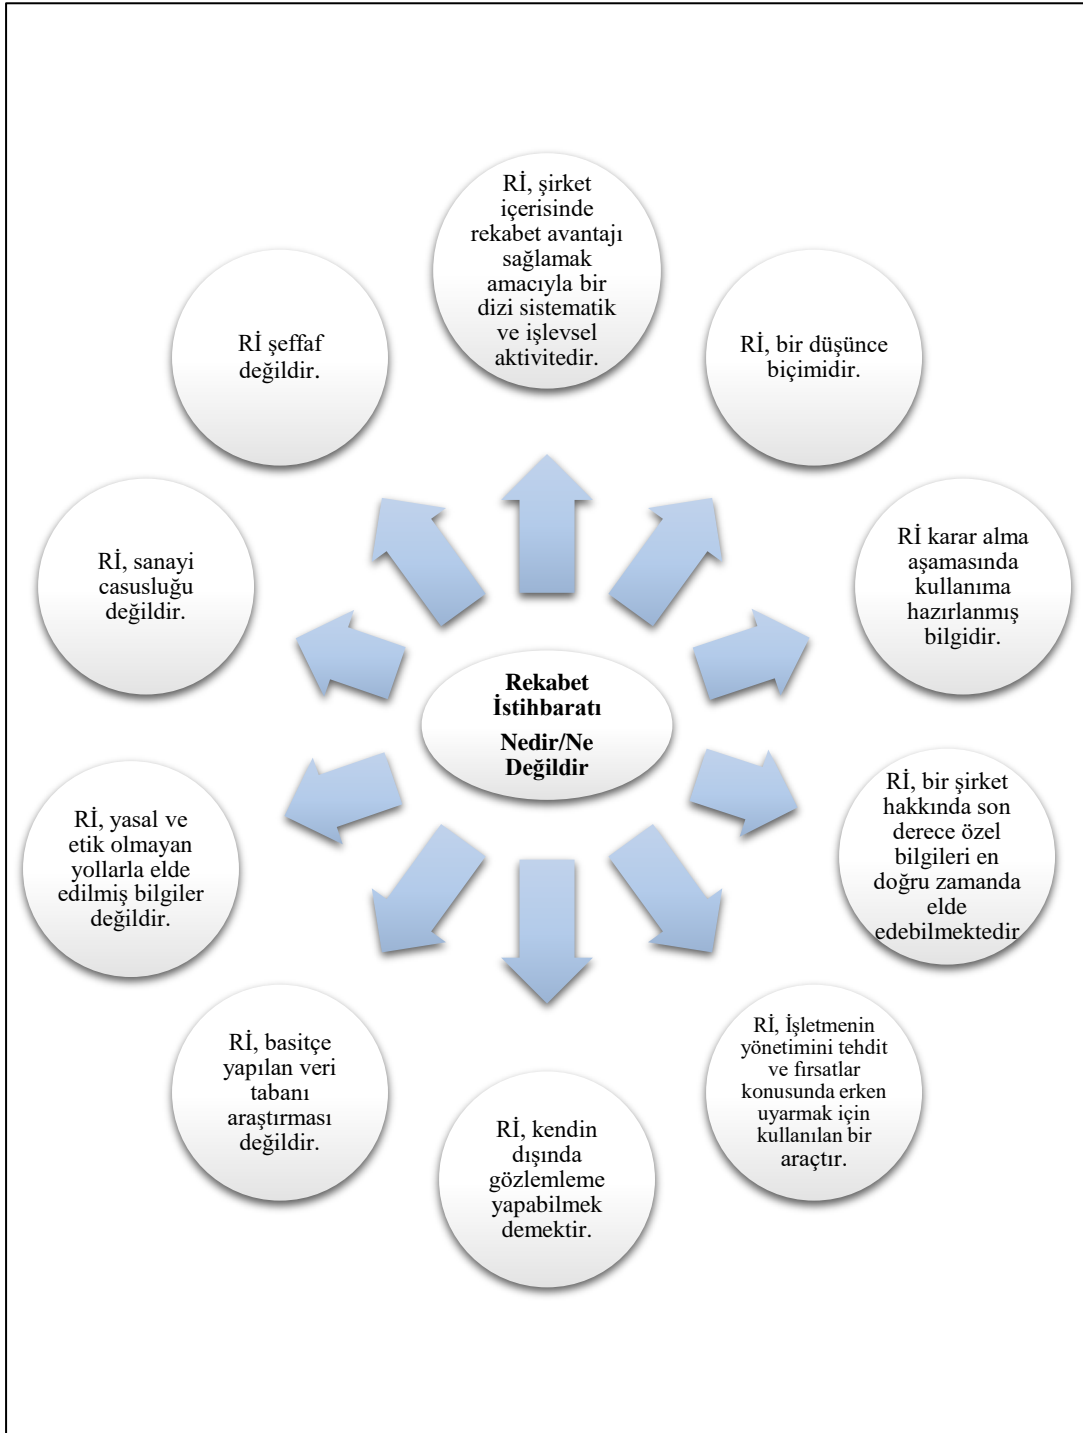 Rİ, şirket
içerisinde
rekabet avantajı
sağlamak
amacıyla bir
dizi sistematik
ve işlevsel
aktivitedir.
Rİ, bir düşünce
biçimidir.
Rİ karar alma
aşamasında
kullanıma
hazırlanmış
bilgidir.
Rİ, bir şirket
hakkında son
derece özel
bilgileri en
doğru zamanda
elde
edebilmektedir
Rİ, İşletmenin
yönetimini tehdit
ve fırsatlar
konusunda erken
uyarmak için
kullanılan bir
araçtır.
Rİ, kendin
dışında
gözlemleme
yapabilmek
demektir.
Rİ, basitçe
yapılan veri
tabanı
araştırması
değildir.
Rİ, yasal ve
etik olmayan
yollarla elde
edilmiş bilgiler
değildir.
Rİ, sanayi
casusluğu
değildir.
Rİ şeffaf
değildir.
Rekabet
İstihbaratı
Nedir/Ne
Değildir